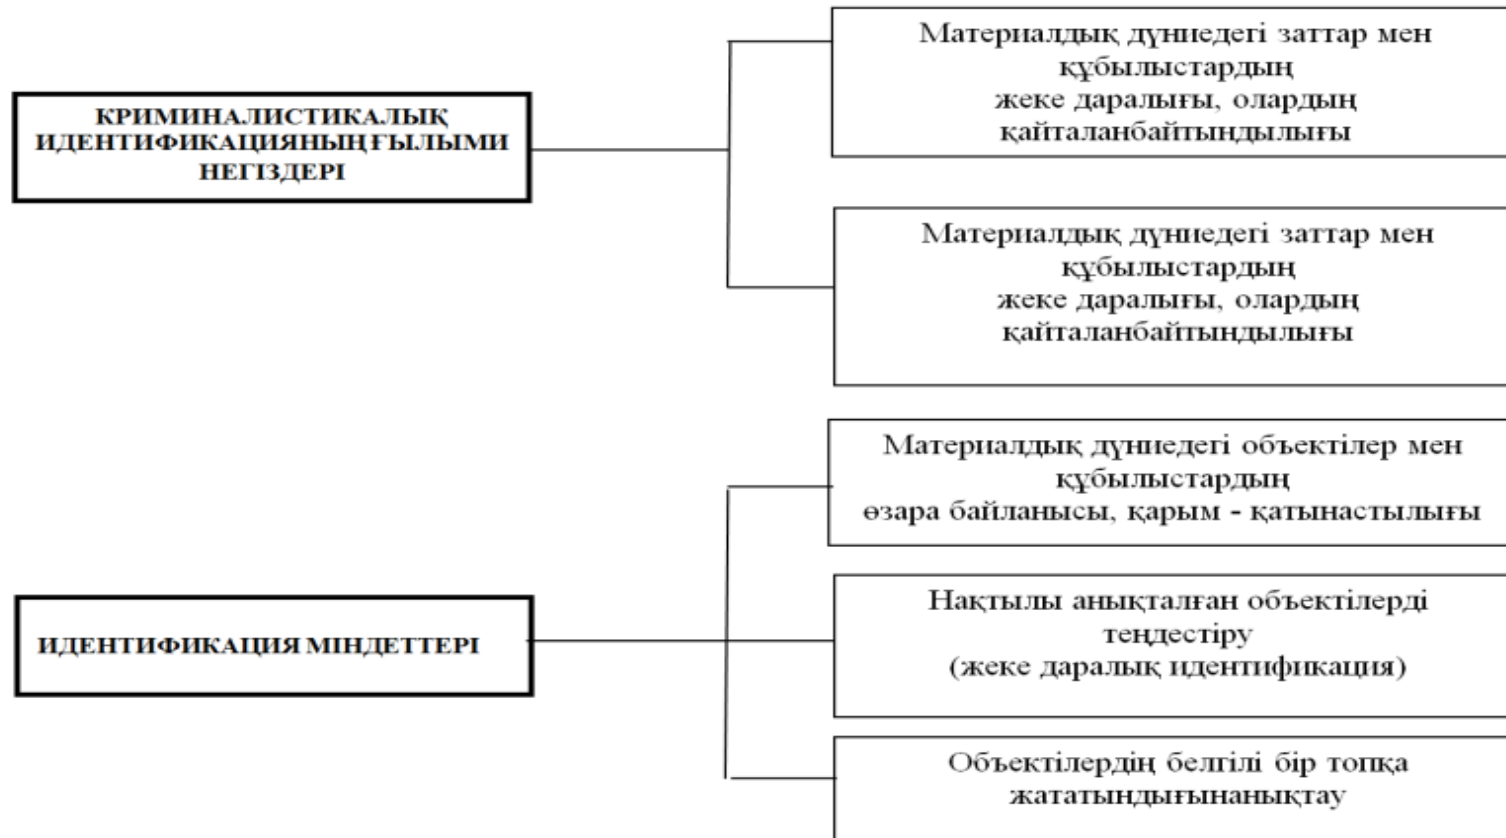 КРИМИНАЛИСТИКАЛЫҚ
ИДЕНТИФИКАЦИЯНЫҢ ҒЫЛЫМИ
НЕГІЗДЕРІ
Материалдық дүниедегі заттар мен
құбылыстардың
жеке даралығы, олардың
қайталанбайтындылығы
Материалдық дүниедегі заттар мен
құбылыстардың
жеке даралығы, олардың
қайталанбайтындылығы
ИДЕНТИФИКАЦИЯ МІНДЕТТЕРІ
Материалдық дүниедегі объектілер мен
құбылыстардың
өзара байланысы, қарым - қатынастылығы
Нақтылы анықталған объектілерді
теңдестіру
(жеке даралық идентификация)
Объектілердің белгілі бір топқа
жататындығынанықтау